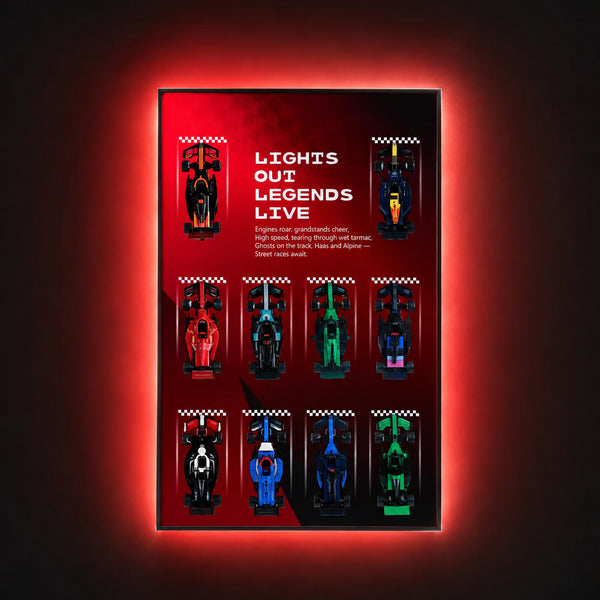 LIGHTS
OUT
LEGENDS
LIVE
Engines roar, grandstands cheer,
High speed, tearing through wet tarmac,
Ghosts on the track, Haas and Alpine —
Street races await.